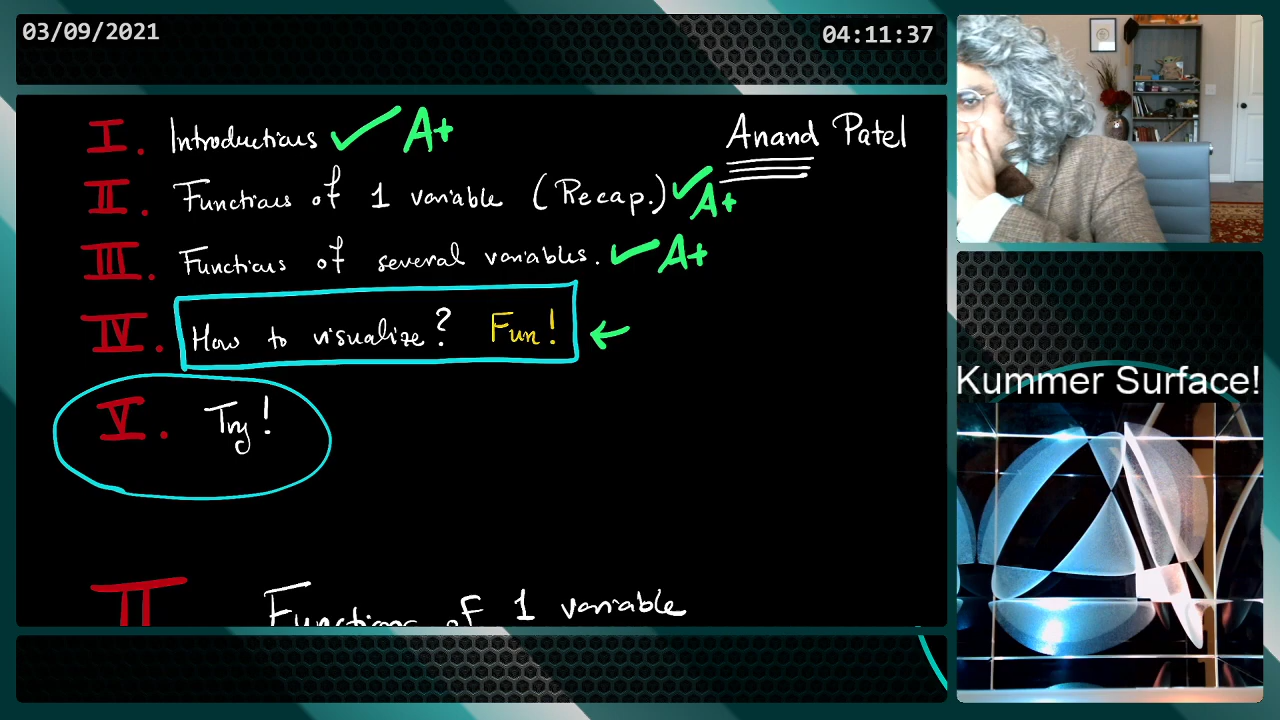 03/09/2021
04:11:37
I. Introductions ✓ A+
Anand Patel
II. Functions of 1 variable (Recap.) ✓ A+
III. Functions of several variables. ✓ A+
IV. How to visualize? Fun! ←
V. Try!
II Functions of 1 variable
Kummer Surface!